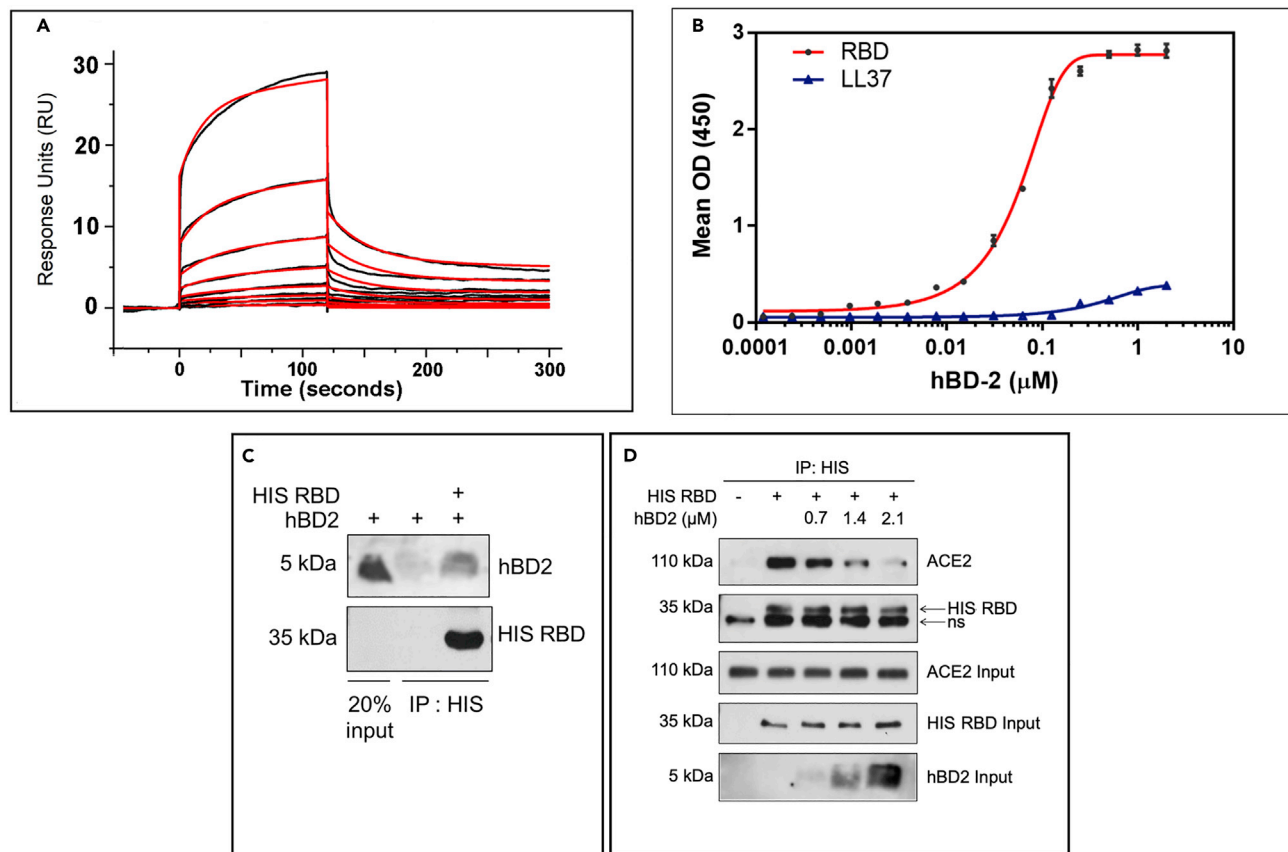 A
Response Units (RU)
30
20
10
0
0
100
200
300
Time (seconds)
B
RBD
LL37
Mean OD (450)
3
2
1
0
0.0001
0.001
0.01
0.1
1
10
hBD-2 (μM)
C
HIS RBD +
hBD2 + + +
5 kDa hBD2
35 kDa HIS RBD
20% input
IP : HIS
D
IP: HIS
HIS RBD - + + + +
hBD2 (μM) 0.7 1.4 2.1
110 kDa ACE2
35 kDa HIS RBD
ns
110 kDa ACE2 Input
35 kDa HIS RBD Input
5 kDa hBD2 Input